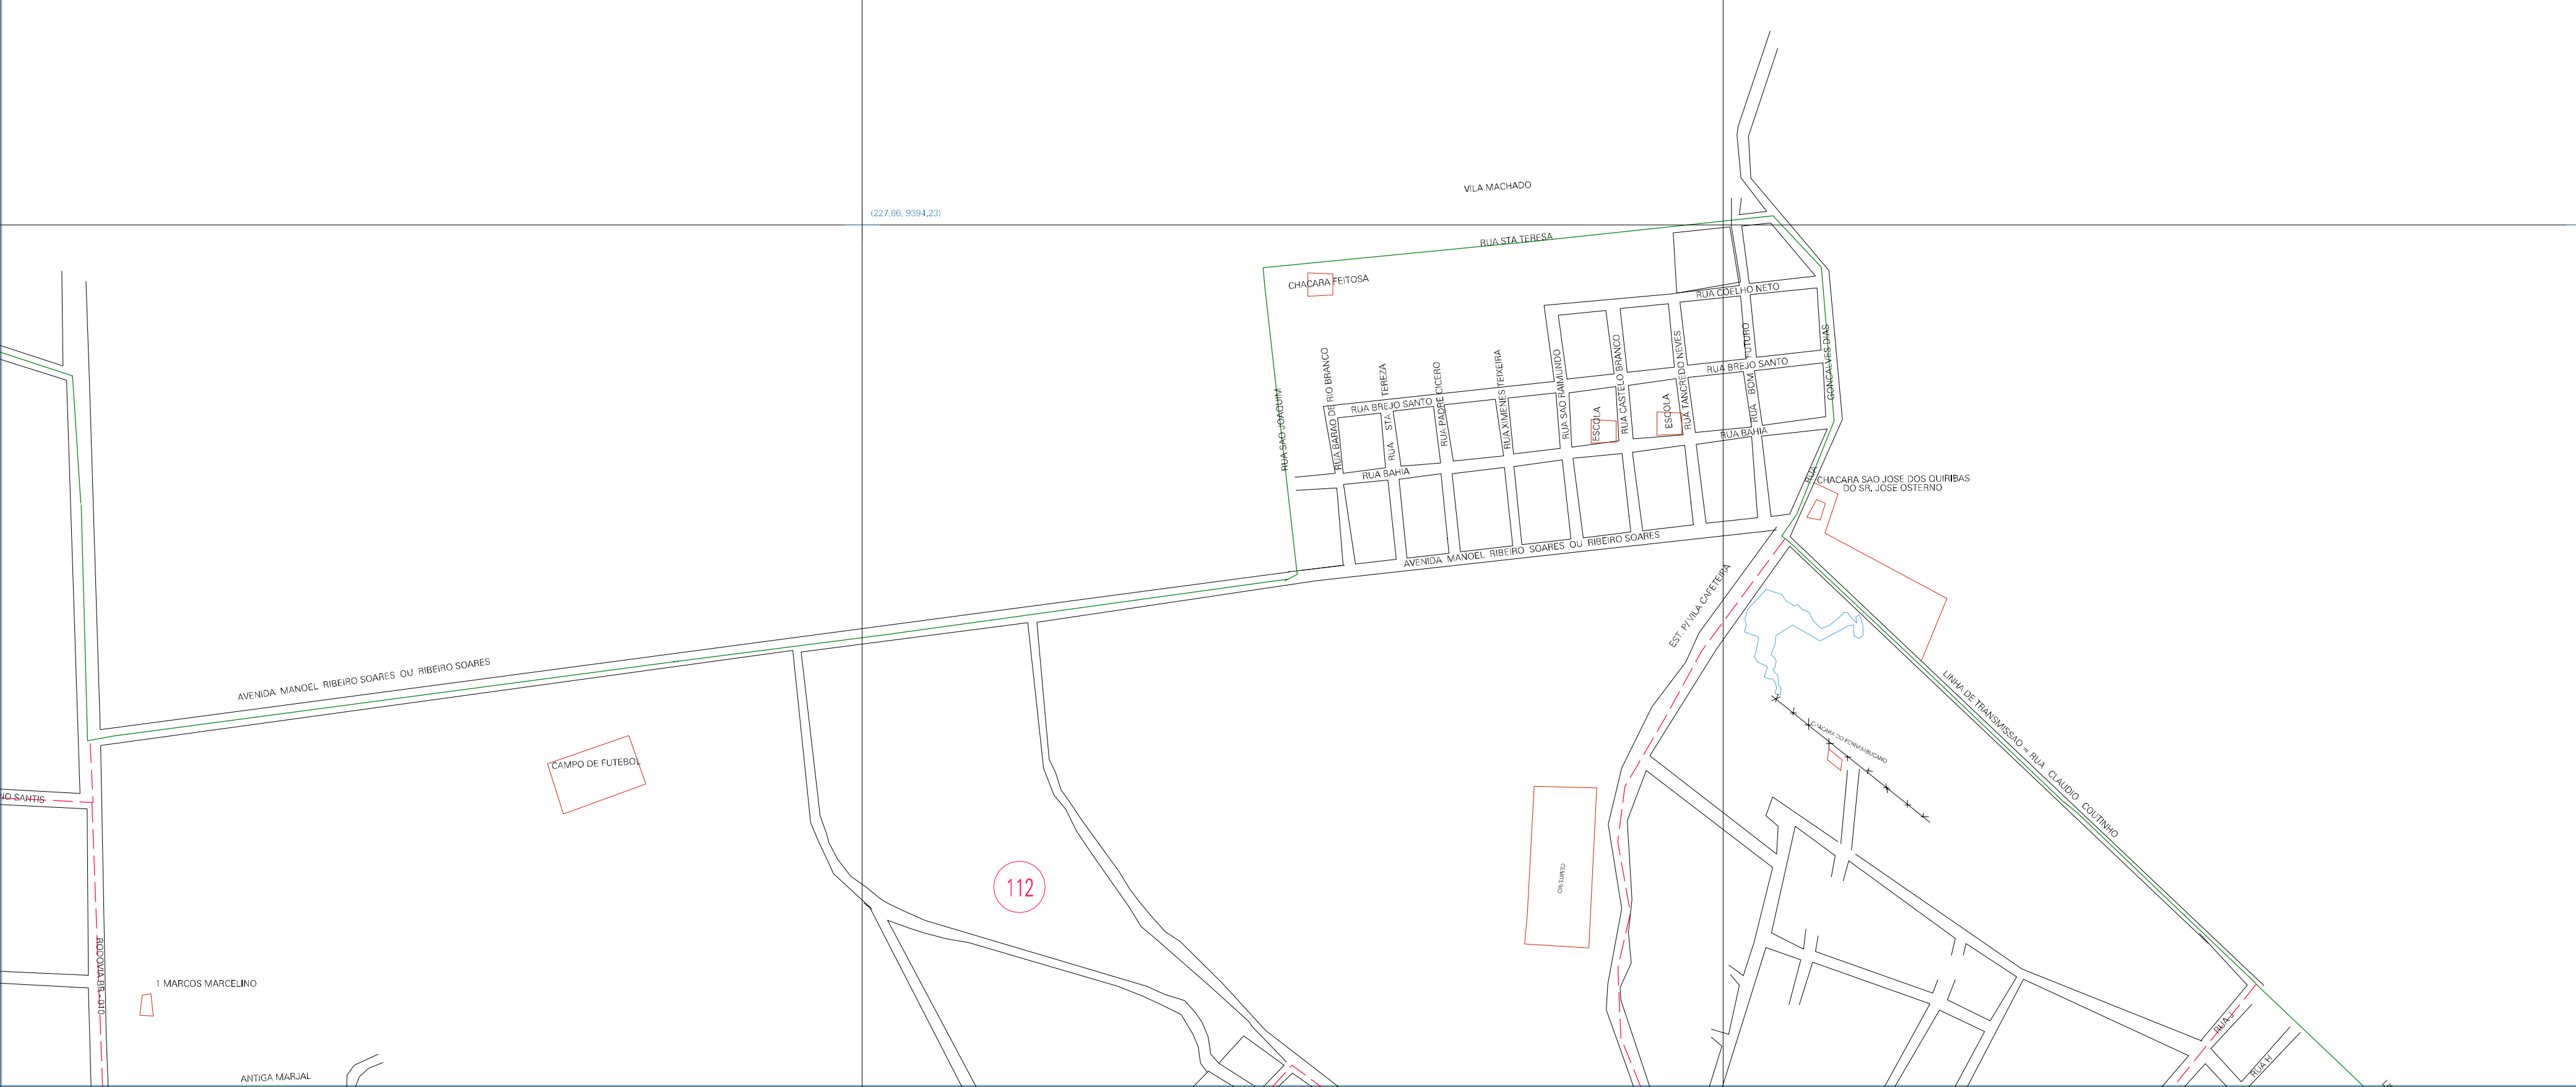 VILA MACHADO
(227.66, 9394,23)
RUA STA TERESA
CHACARA FEITOSA
RUA COELHO NETO
RUA SAO JOAQUIM
RUA BARAO DE RIO BRANCO
RUA STA TEREZA
RUA PADRE CICERO
RUA XIMENES TEIXEIRA
RUA SAO RAIMUNDO
RUA CASTELO BRANCO
RUA TANCREDO NEVES
RUA BOM FUTURO
RUA GONCALVES DIAS
RUA BREJO SANTO
RUA BREJO SANTO
ESCOLA
ESCOLA
RUA BAHIA
RUA BAHIA
CHACARA SAO JOSE DOS QUIRIBAS
DO SR, JOSE OSTERNO
AVENIDA MANOEL RIBEIRO SOARES OU RIBEIRO SOARES
EST. P/ VILA CAFETEIRA
AVENIDA MANOEL RIBEIRO SOARES OU RIBEIRO SOARES
LINHA DE TRANSMISSAO = RUA CLAUDIO COUTINHO
CAMPO DE FUTEBOL
SANTIS
112
CEMITERIO
RODOVIA BR - 010
1 MARCOS MARCELINO
ANTIGA MARJAL
RUA J
RUA H